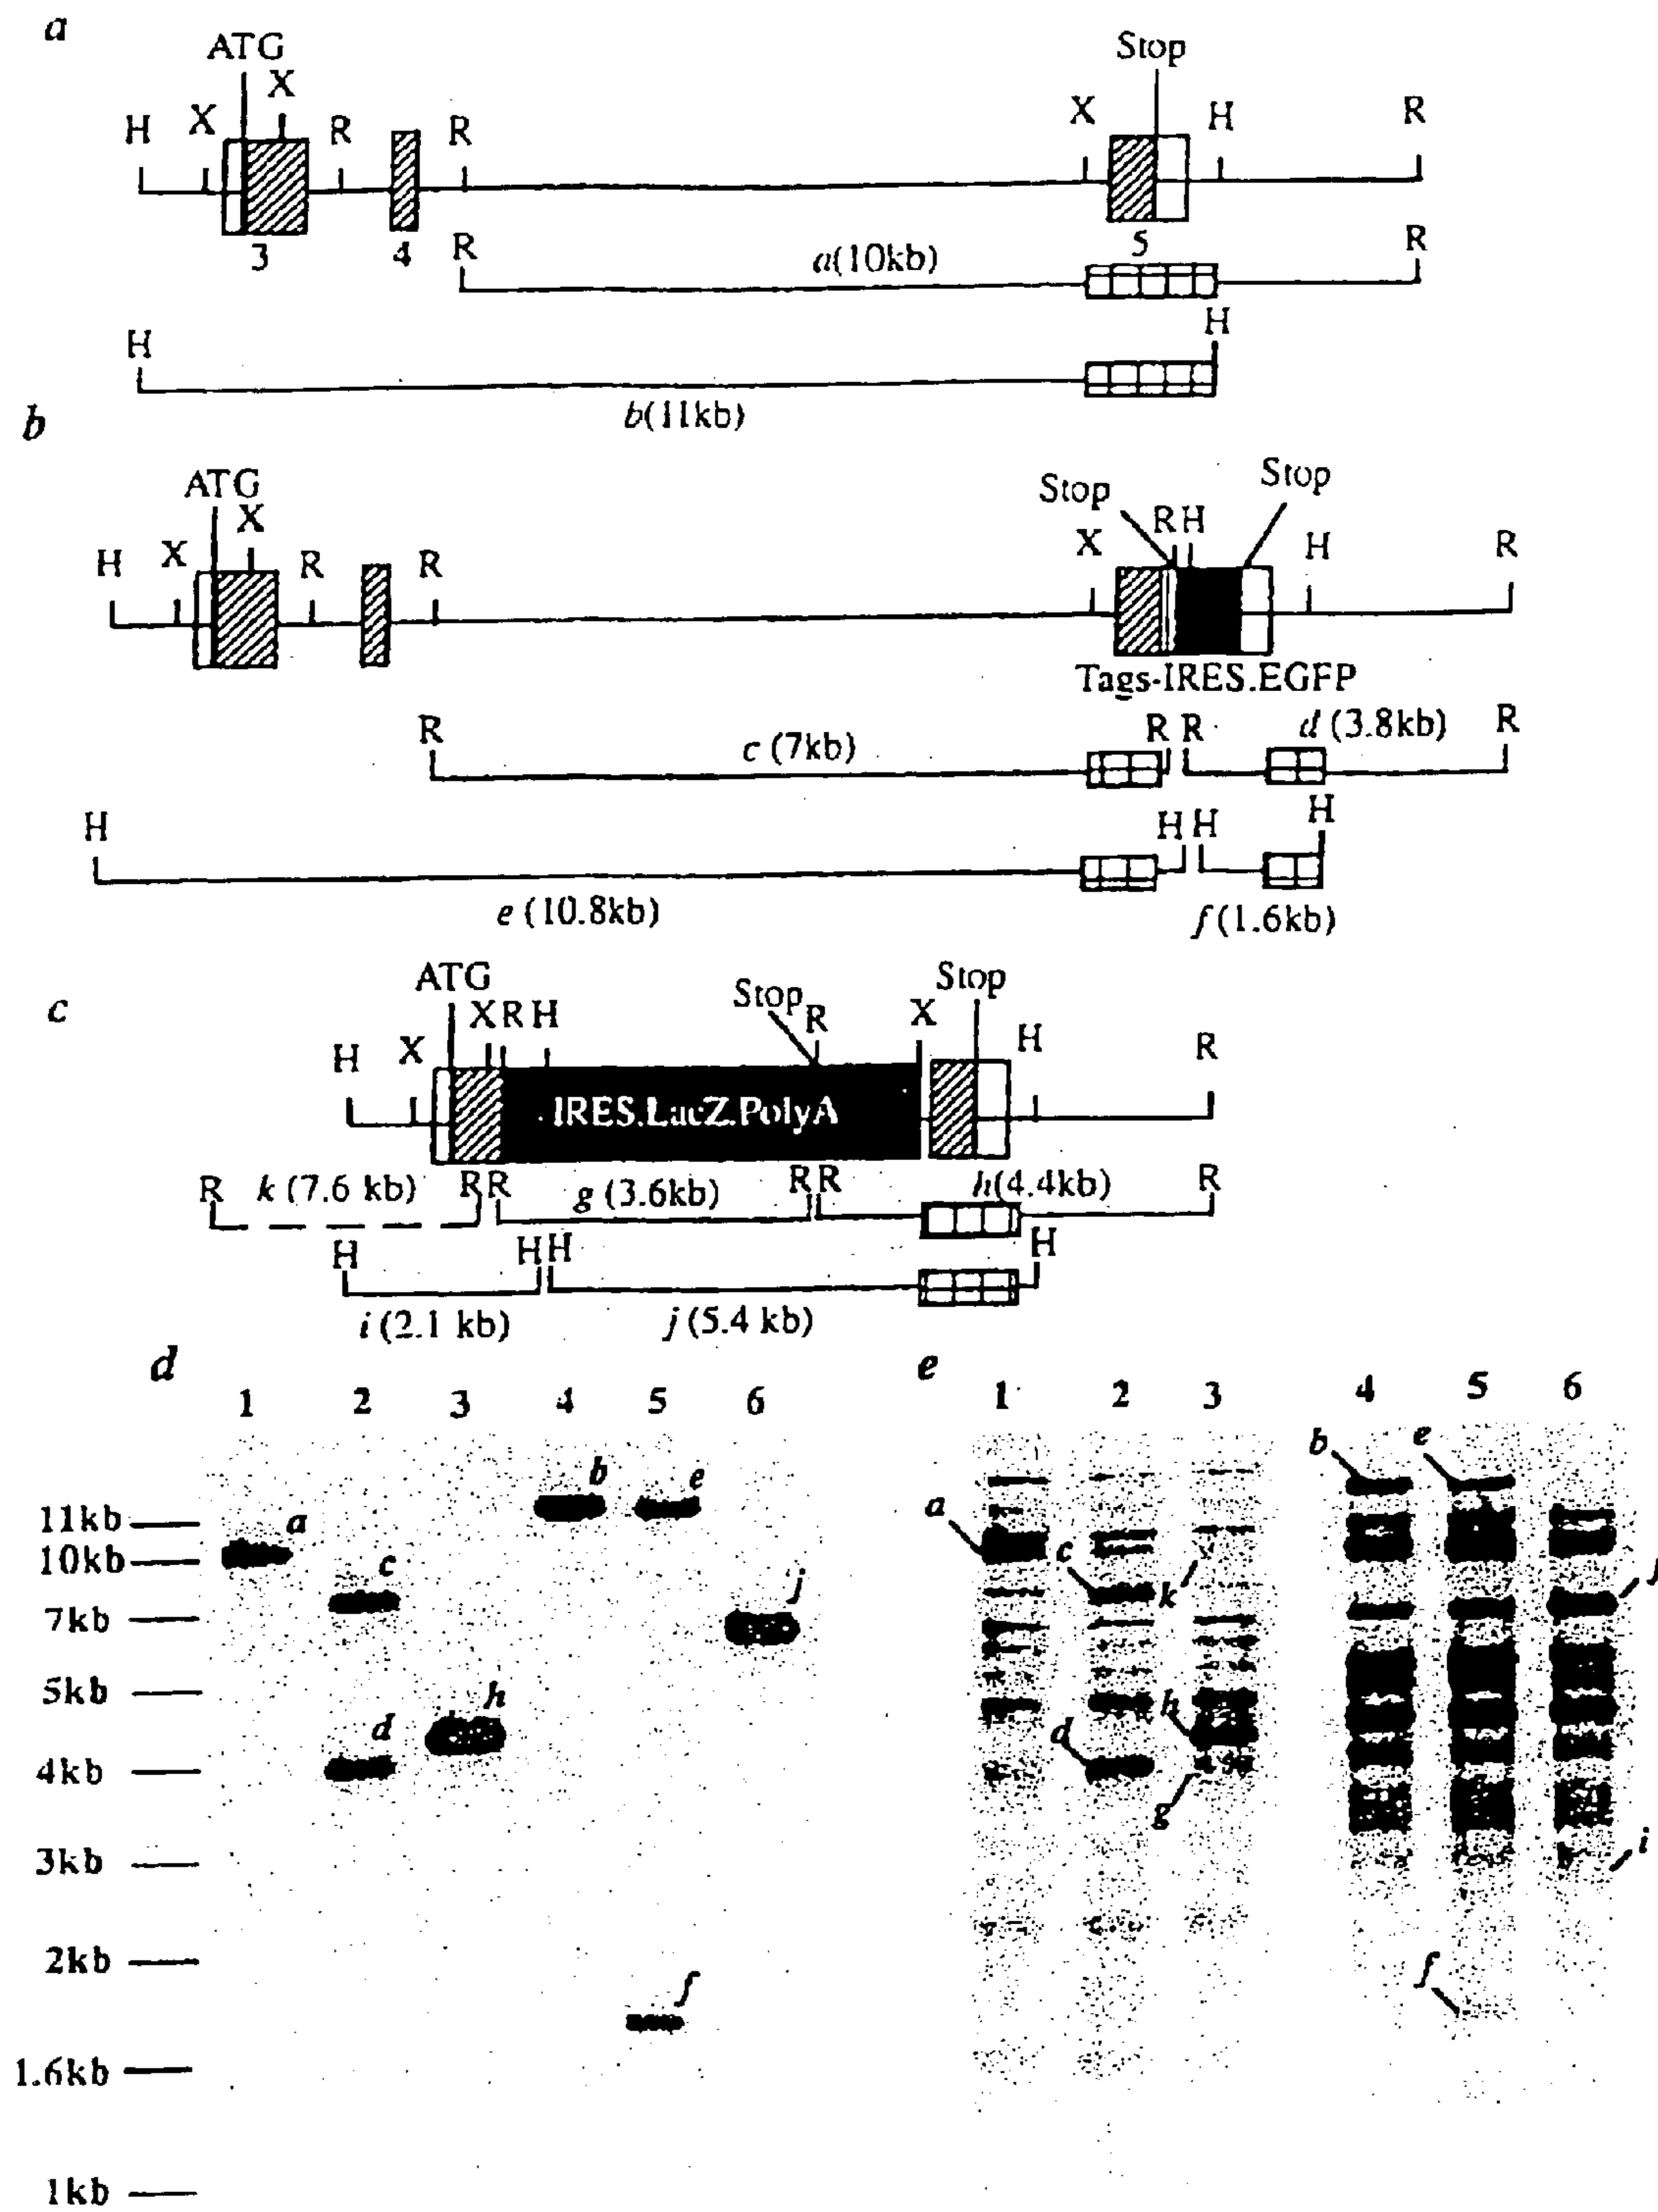 a
ATG
Stop
X
H X R R X H R
3 4 5
R a(10kb) R
H H
b(11kb)
b
ATG
Stop Stop
X R H
H X R R X H R
Tags-IRES.EGFP
R c (7kb) R R d (3.8kb) R
H H H H
e (10.8kb) f (1.6kb)
c
ATG Stop Stop
X R H R X
H X H R
IRES.LacZ.PolyA
R k (7.6 kb) R R g (3.6kb) R R h(4.4kb) R
H H H H
i (2.1 kb) j (5.4 kb)
d
1 2 3 4 5 6
11kb
10kb
7kb
5kb
4kb
3kb
2kb
1.6kb
1kb
a c d h b e f j
e
1 2 3 4 5 6
a c k d h g b e j i f